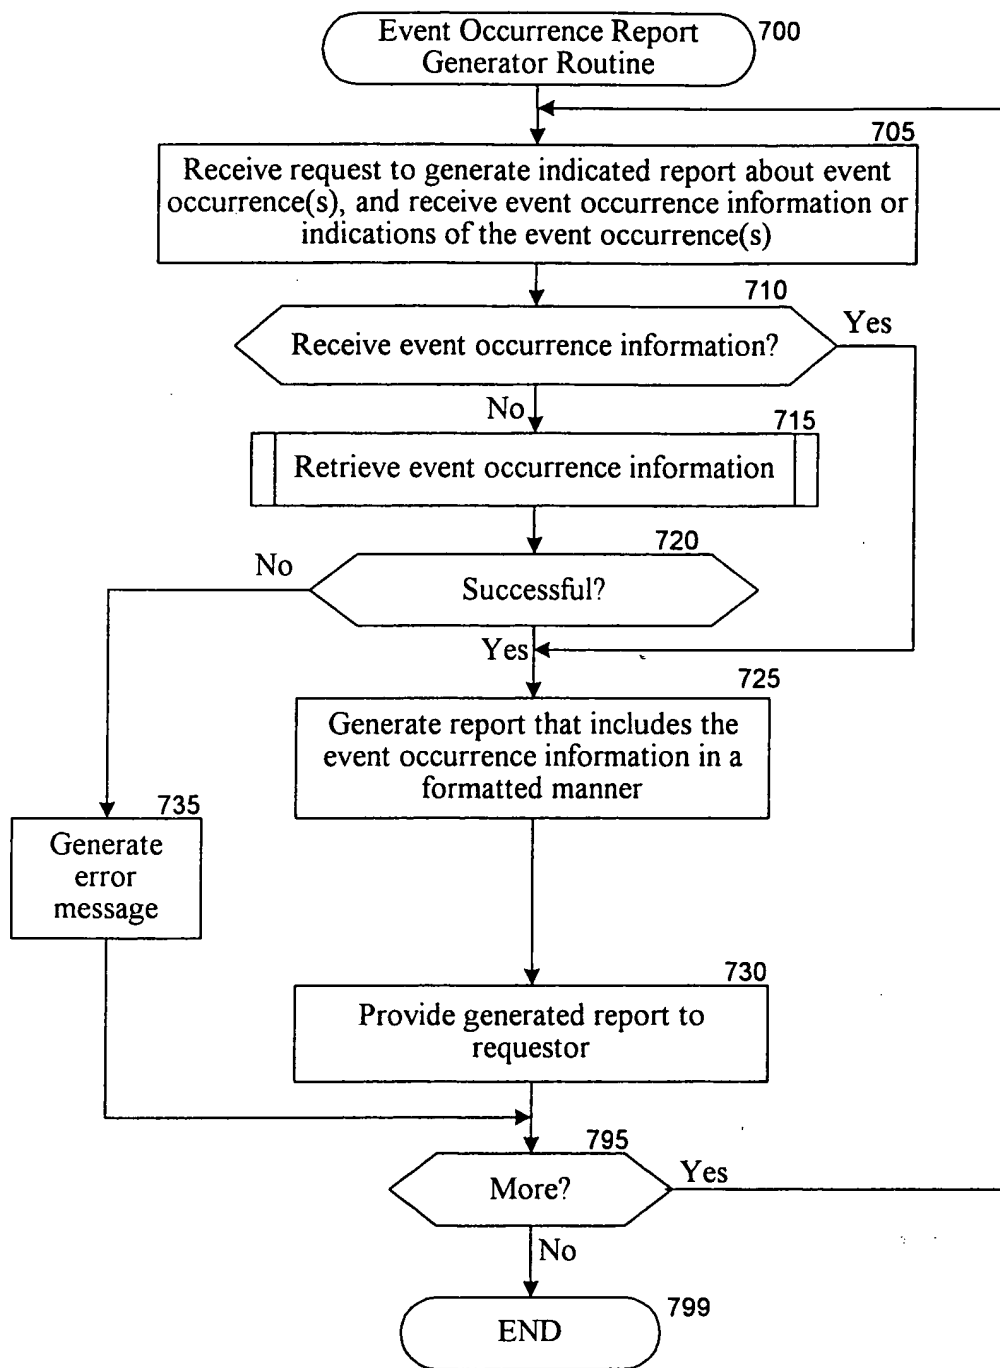 Event Occurrence Report
Generator Routine
700
705
Receive request to generate indicated report about event
occurrence(s), and receive event occurrence information or
indications of the event occurrence(s)
710
Receive event occurrence information?
Yes
No
715
Retrieve event occurrence information
720
No
Successful?
Yes
725
Generate report that includes the
event occurrence information in a
formatted manner
735
Generate
error
message
730
Provide generated report to
requestor
795
More?
Yes
No
799
END